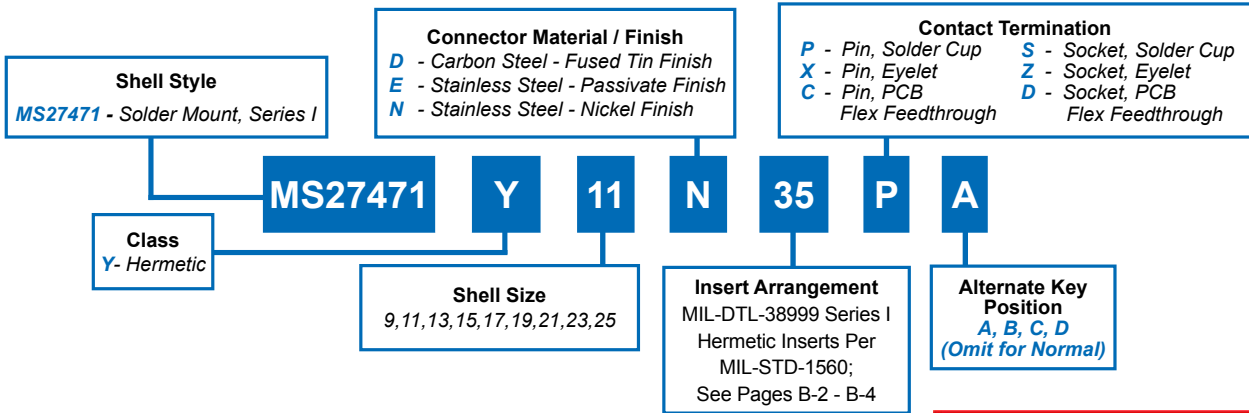 Shell Style
MS27471 - Solder Mount, Series I
Connector Material / Finish
D - Carbon Steel - Fused Tin Finish
E - Stainless Steel - Passivate Finish
N - Stainless Steel - Nickel Finish
Contact Termination
P - Pin, Solder Cup
X - Pin, Eyelet
C - Pin, PCB
Flex Feedthrough
S - Socket, Solder Cup
Z - Socket, Eyelet
D - Socket, PCB
Flex Feedthrough
MS27471 Y 11 N 35 P A
Class
Y- Hermetic
Shell Size
9,11,13,15,17,19,21,23,25
Insert Arrangement
MIL-DTL-38999 Series I
Hermetic Inserts Per
MIL-STD-1560;
See Pages B-2 - B-4
Alternate Key
Position
A, B, C, D
(Omit for Normal)